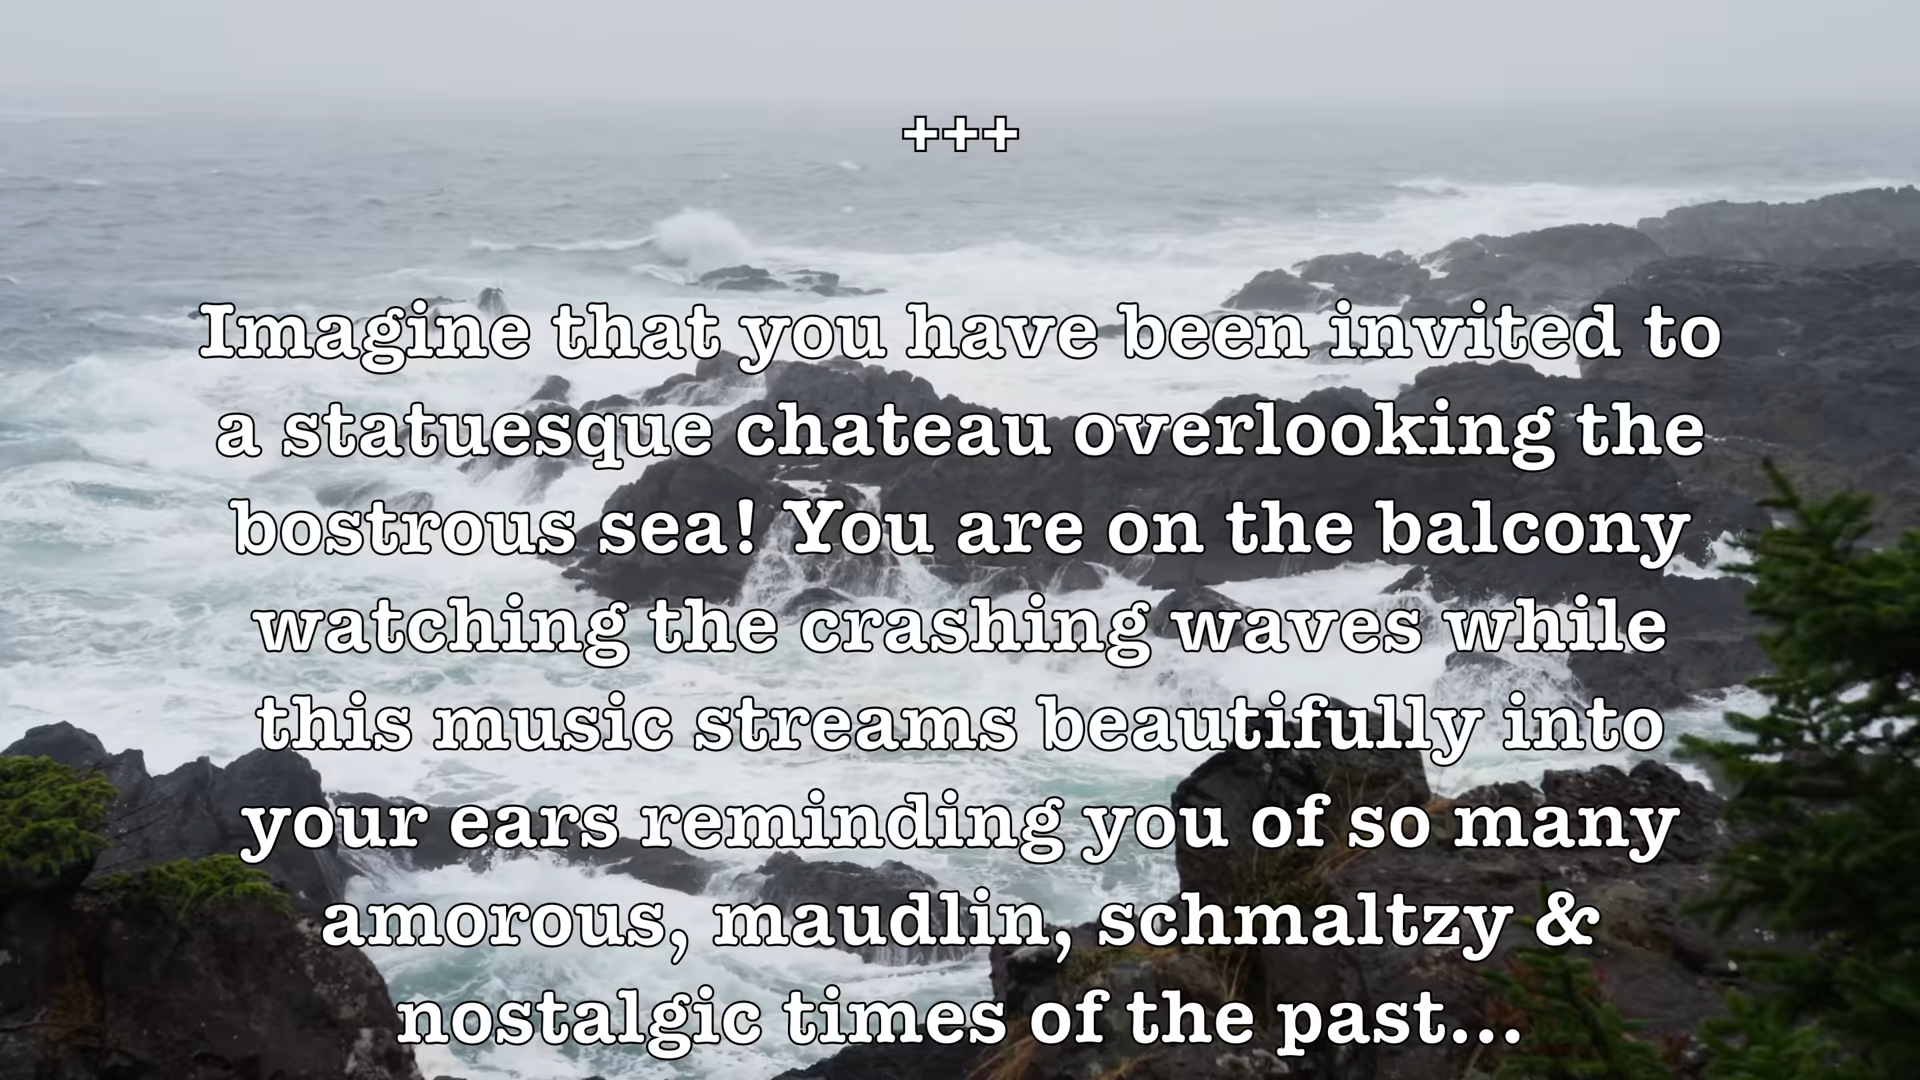 +++
Imagine that you have been invited to
a statuesque chateau overlooking the
bostrous sea! You are on the balcony
watching the crashing waves while
this music streams beautifully into
your ears reminding you of so many
amorous, maudlin, schmaltzy &
nostalgic times of the past...